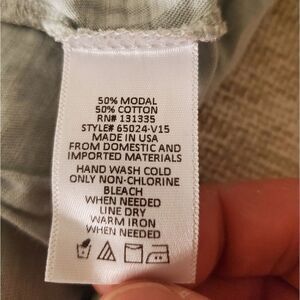 50% MODAL
50% COTTON
RN# 131335
STYLE# 65024-V15
MADE IN USA
FROM DOMESTIC AND
IMPORTED MATERIALS
HAND WASH COLD
ONLY NON-CHLORINE
BLEACH
WHEN NEEDED
LINE DRY
WARM IRON
WHEN NEEDED